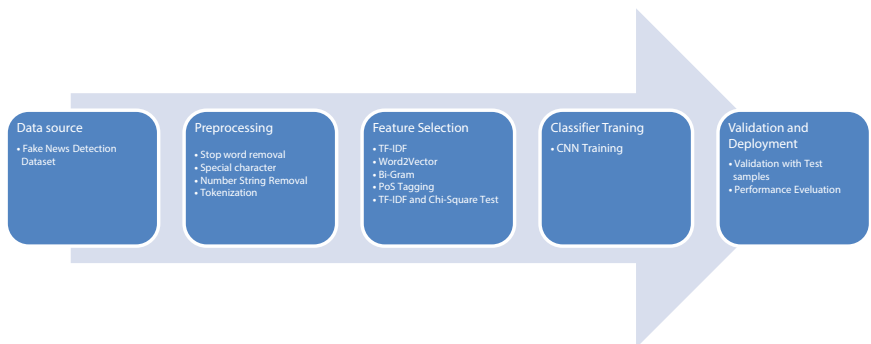 Data source
• Fake News Detection
Dataset
Preprocessing
• Stop word removal
• Special character
• Number String Removal
• Tokenization
Feature Selection
• TF-IDF
• Word2Vector
• Bi-Gram
• PoS Tagging
• TF-IDF and Chi-Square Test
Classifier Traning
• CNN Training
Validation and
Deployment
• Validation with Test
samples
• Performance Eveluation